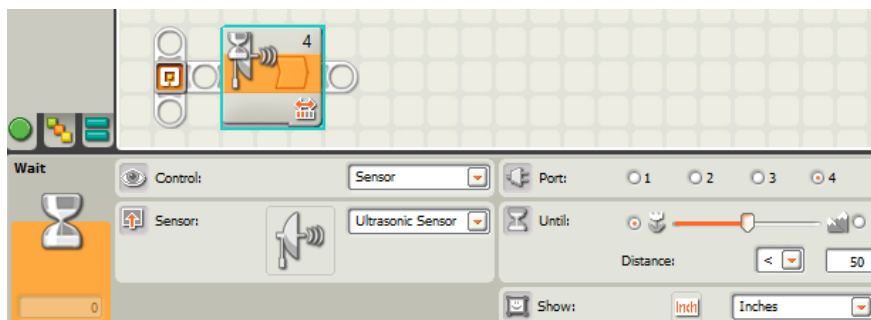 4
Wait
Control: Sensor
Port: 1 2 3 4
Sensor: Ultrasonic Sensor
Until:
Distance: < 50
0
Show: Inch Inches